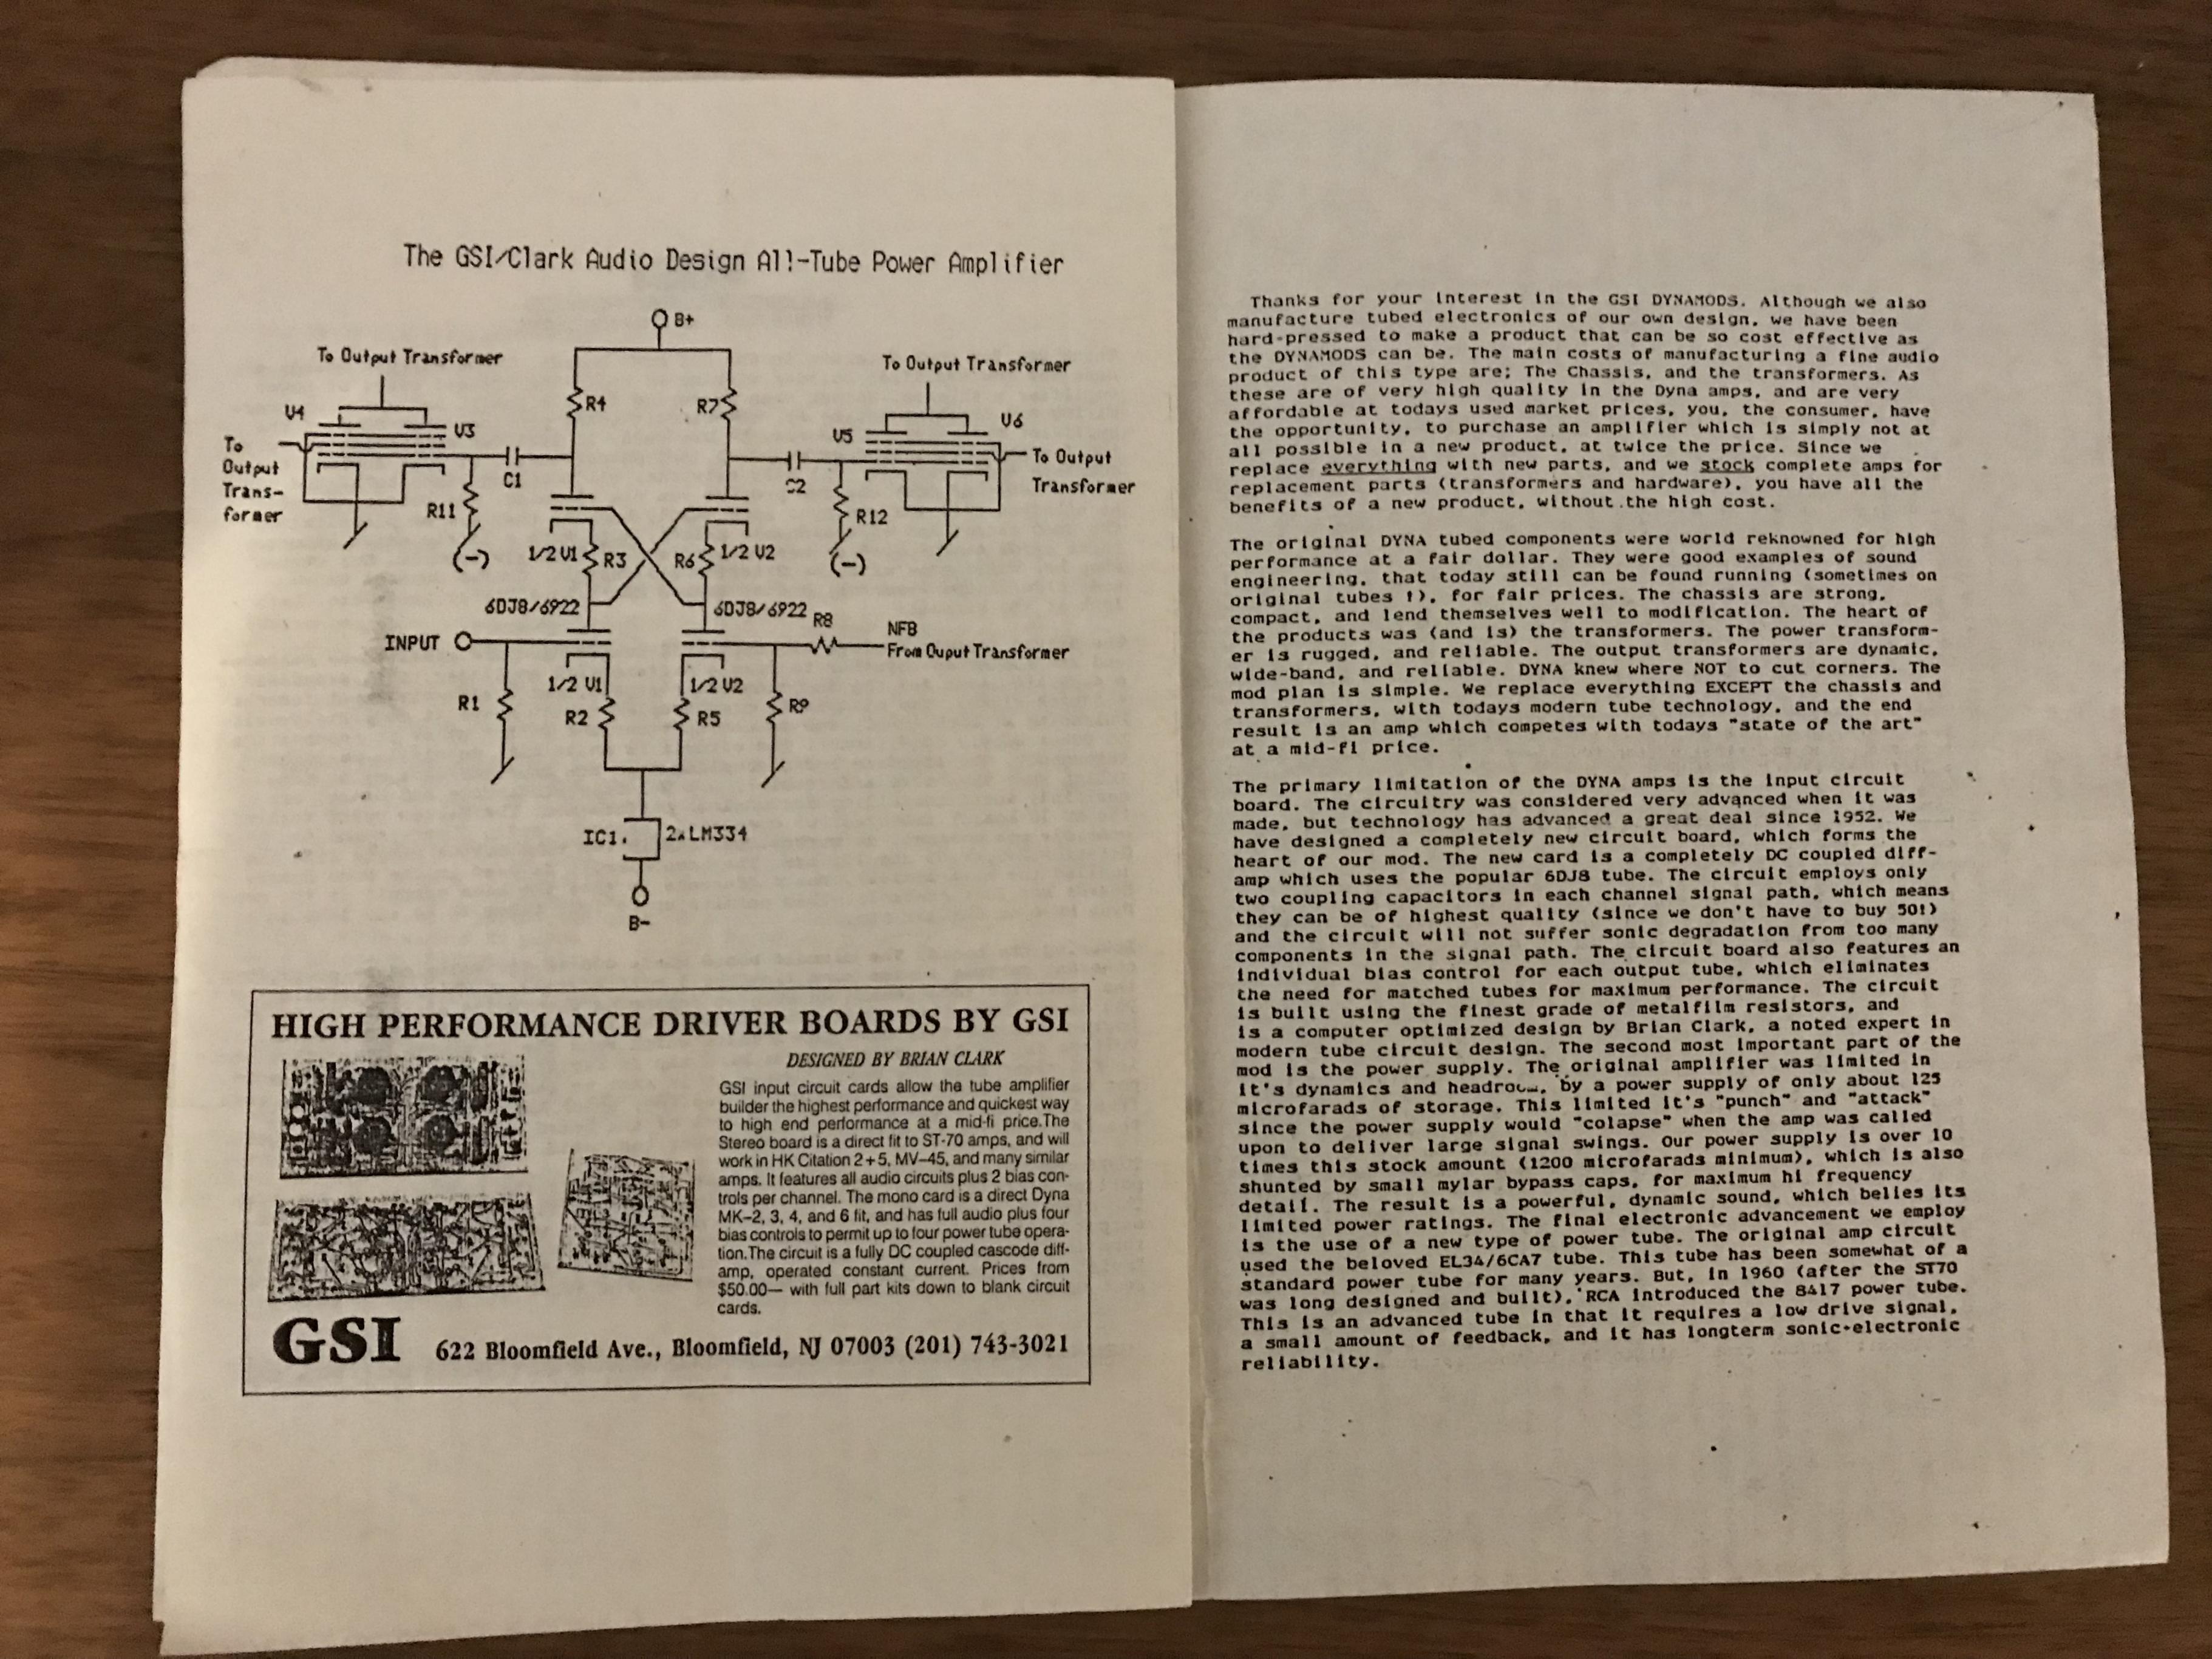 The GSI/Clark Audio Design All-Tube Power Amplifier
B+
To Output Transformer
To Output Transformer
V4
R4
R7
V6
V3
V5
To
Output
Trans-
former
C1
C2
To Output
Transformer
R11
R12
(-)
(-)
1/2 V1
R3
R6
1/2 V2
6DJ8/6922
6DJ8/6922
R8
INPUT
NFB
From Ouput Transformer
1/2 V1
1/2 V2
R1
R2
R5
R9
IC1.
2xLM334
B-
HIGH PERFORMANCE DRIVER BOARDS BY GSI
DESIGNED BY BRIAN CLARK
GSI input circuit cards allow the tube amplifier
builder the highest performance and quickest way
to high end performance at a mid-fi price.The
Stereo board is a direct fit to ST-70 amps, and will
work in HK Citation 2+5, MV-45, and many similar
amps. It features all audio circuits plus 2 bias con-
trols per channel. The mono card is a direct Dyna
MK-2, 3, 4, and 6 fit, and has full audio plus four
bias controls to permit up to four power tube opera-
tion.The circuit is a fully DC coupled cascode diff-
amp, operated constant current. Prices from
$50.00— with full part kits down to blank circuit
cards.
GSI 622 Bloomfield Ave., Bloomfield, NJ 07003 (201) 743-3021
Thanks for your interest in the GSI DYNAMODS. Although we also
manufacture tubed electronics of our own design, we have been
hard-pressed to make a product that can be so cost effective as
the DYNAMODS can be. The main costs of manufacturing a fine audio
product of this type are; The Chassis, and the transformers. As
these are of very high quality in the Dyna amps, and are very
affordable at todays used market prices, you, the consumer, have
the opportunity, to purchase an amplifier which is simply not at
all possible in a new product, at twice the price. Since we
replace everything with new parts, and we stock complete amps for
replacement parts (transformers and hardware), you have all the
benefits of a new product, without the high cost.
The original DYNA tubed components were world reknowned for high
performance at a fair dollar. They were good examples of sound
engineering, that today still can be found running (sometimes on
original tubes !), for fair prices. The chassis are strong,
compact, and lend themselves well to modification. The heart of
the products was (and is) the transformers. The power transform-
er is rugged, and reliable. The output transformers are dynamic,
wide-band, and reliable. DYNA knew where NOT to cut corners. The
mod plan is simple. We replace everything EXCEPT the chassis and
transformers, with todays modern tube technology, and the end
result is an amp which competes with todays "state of the art"
at a mid-fi price.
The primary limitation of the DYNA amps is the input circuit
board. The circuitry was considered very advanced when it was
made, but technology has advanced a great deal since 1952. We
have designed a completely new circuit board, which forms the
heart of our mod. The new card is a completely DC coupled diff-
amp which uses the popular 6DJ8 tube. The circuit employs only
two coupling capacitors in each channel signal path, which means
they can be of highest quality (since we don't have to buy 50!)
and the circuit will not suffer sonic degradation from too many
components in the signal path. The circuit board also features an
individual bias control for each output tube, which eliminates
the need for matched tubes for maximum performance. The circuit
is built using the finest grade of metalfilm resistors, and
is a computer optimized design by Brian Clark, a noted expert in
modern tube circuit design. The second most important part of the
mod is the power supply. The original amplifier was limited in
it's dynamics and by a power supply of only about 125
microfarads of storage. This limited it's "punch" and "attack"
since the power supply would "colapse" when the amp was called
upon to deliver large signal swings. Our power supply is over 10
times this stock amount (1200 microfarads minimum), which is also
shunted by small mylar bypass caps, for maximum hi frequency
detail. The result is a powerful, dynamic sound, which belies its
limited power ratings. The final electronic advancement we employ
is the use of a new type of power tube. The original amp circuit
used the beloved EL34/6CA7 tube. This tube has been somewhat of a
standard power tube for many years. But, in 1960 (after the ST70
was long designed and built), RCA introduced the 8417 power tube.
This is an advanced tube in that it requires a low drive signal,
a small amount of feedback, and it has longterm sonic-electronic
reliability.